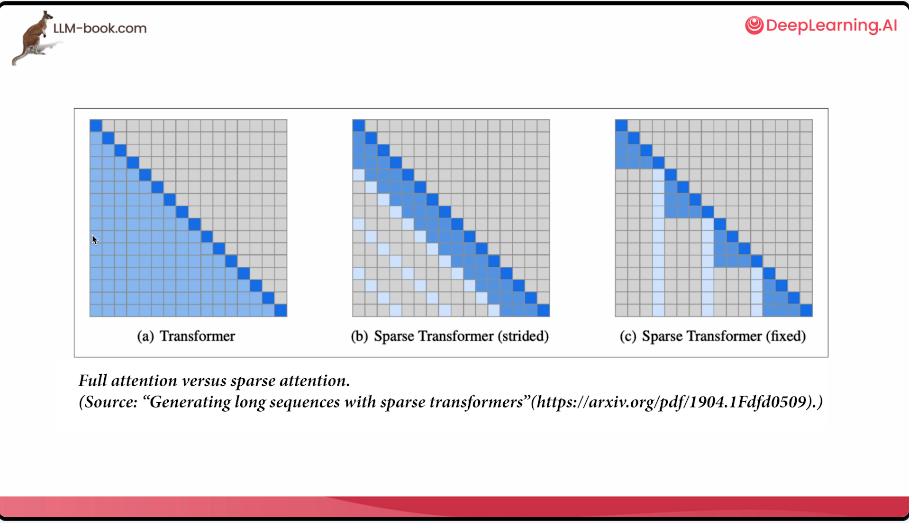 LLM-book.com
DeepLearning.AI
(a) Transformer
(b) Sparse Transformer (strided)
(c) Sparse Transformer (fixed)
Full attention versus sparse attention.
(Source: “Generating long sequences with sparse transformers”(https://arxiv.org/pdf/1904.1Fdfd0509).)